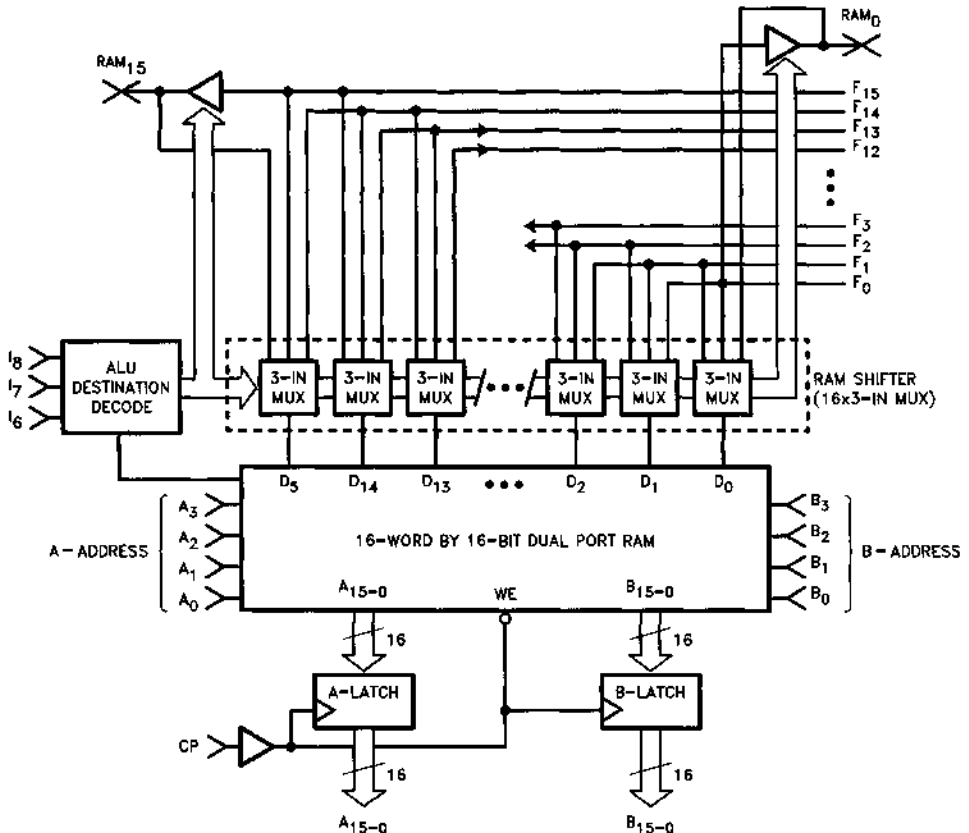 RAM0
RAM15
F15
F14
F13
F12
F3
F2
F1
F0
I8
I7
I6
ALU
DESTINATION
DECODE
3-IN
MUX
3-IN
MUX
3-IN
MUX
3-IN
MUX
3-IN
MUX
3-IN
MUX
RAM SHIFTER
(16x3-IN MUX)
D5
D14
D13
D2
D1
D0
A-ADDRESS
A3
A2
A1
A0
16-WORD BY 16-BIT DUAL PORT RAM
B3
B2
B1
B0
B-ADDRESS
A15-0
WE
B15-0
16
16
A-LATCH
B-LATCH
CP
16
16
A15-0
B15-0